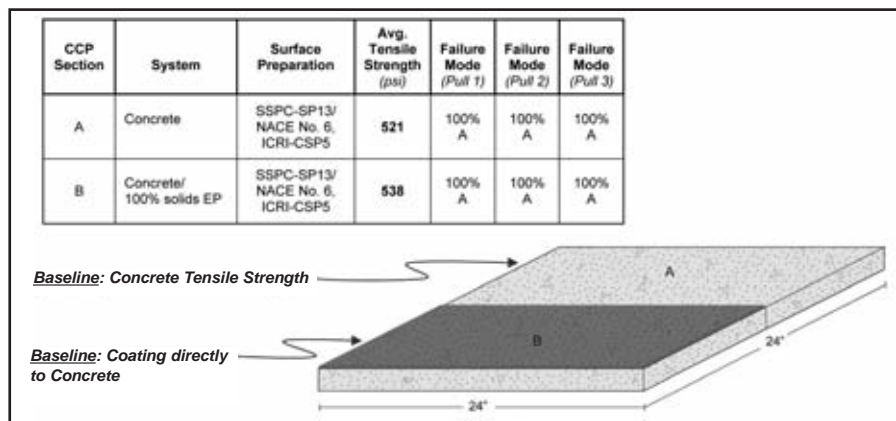 CCP Section | System | Surface Preparation | Avg. Tensile Strength (psi) | Failure Mode (Pull 1) | Failure Mode (Pull 2) | Failure Mode (Pull 3)
A | Concrete | SSPC-SP13/ NACE No. 6, ICRI-CSP5 | 521 | 100% A | 100% A | 100% A
B | Concrete/ 100% solids EP | SSPC-SP13/ NACE No. 6, ICRI-CSP5 | 538 | 100% A | 100% A | 100% A
Baseline: Concrete Tensile Strength
A
Baseline: Coating directly
to Concrete
B
24"
24"